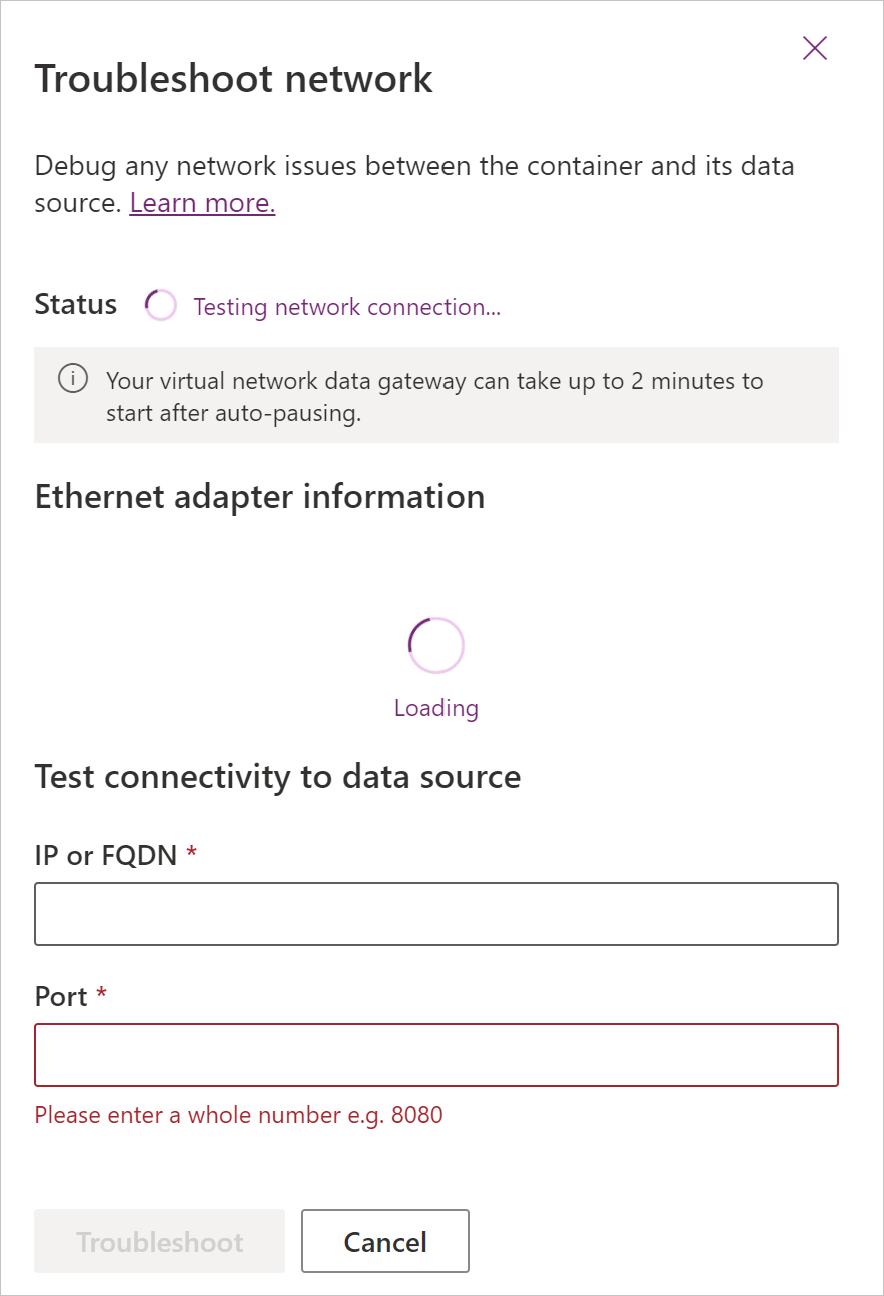 Troubleshoot network
Debug any network issues between the container and its data
source. Learn more.
Status Testing network connection...
Your virtual network data gateway can take up to 2 minutes to
start after auto-pausing.
Ethernet adapter information
Loading
Test connectivity to data source
IP or FQDN *
Port *
Please enter a whole number e.g. 8080
Troubleshoot Cancel